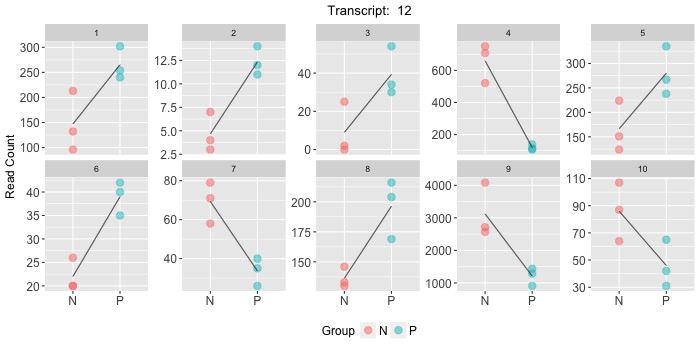 Transcript: 12
1 2 3 4 5
300 250 200 150 100
12.5 10.0 7.5 5.0 2.5
40 20 0
600 400 200
300 250 200 150
Read Count
6 7 8 9 10
40 35 30 25 20
80 60 40
200 175 150
4000 3000 2000 1000
110 90 70 50 30
N P N P N P N P N P
Group N P